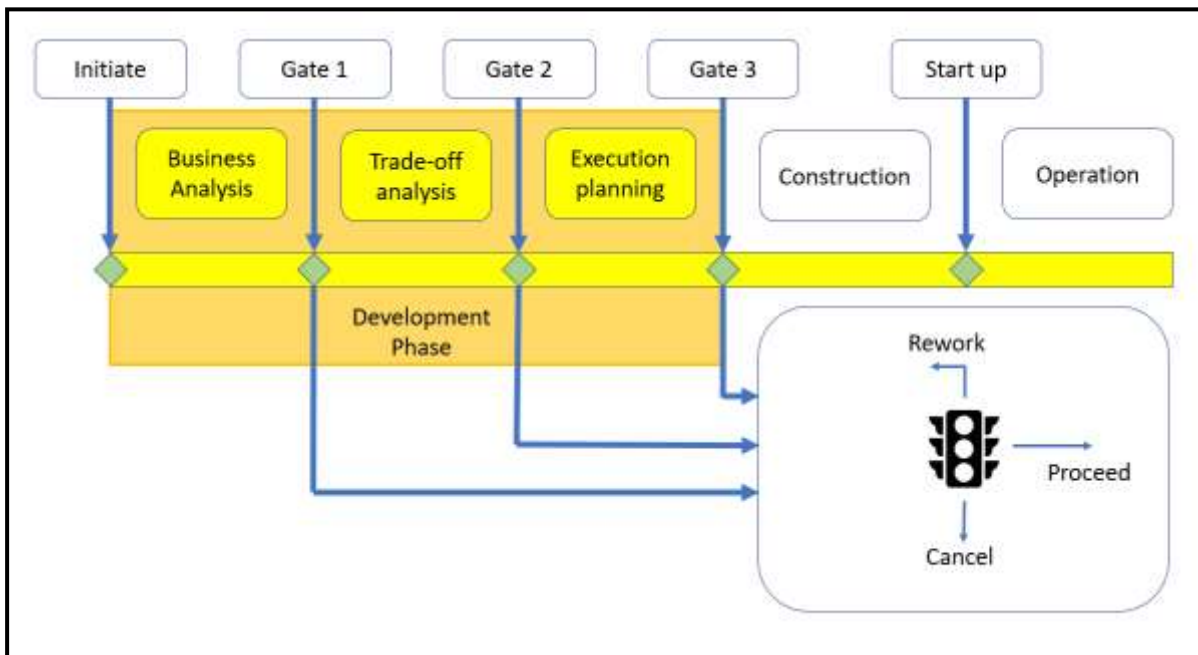 Initiate
Gate 1
Gate 2
Gate 3
Start up
Business
Analysis
Trade-off
analysis
Execution
planning
Construction
Operation
Development
Phase
Rework
Proceed
Cancel